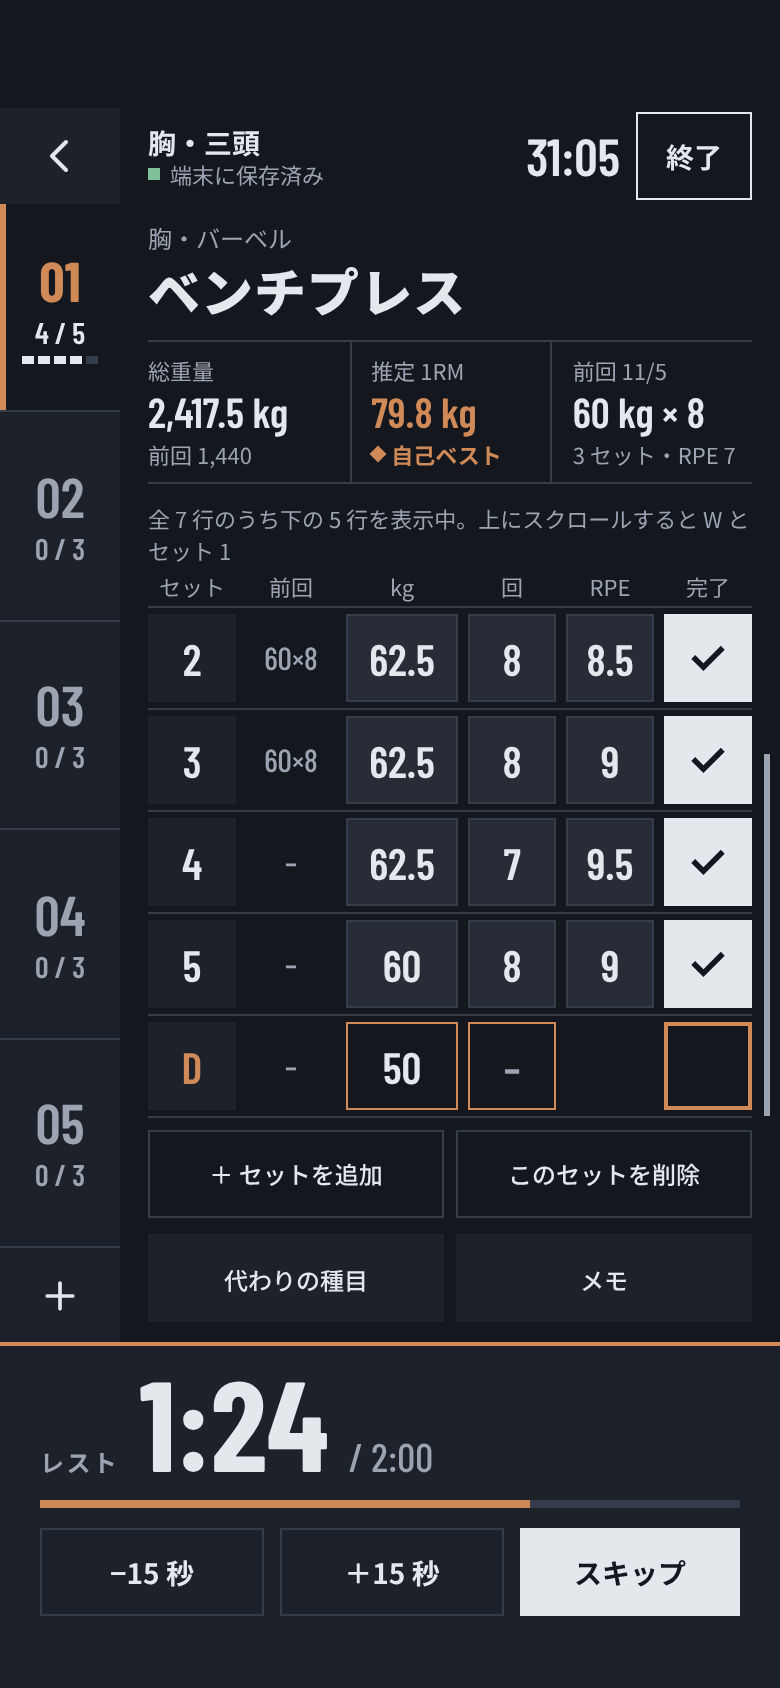 胸・三頭
端末に保存済み
31:05
終了
01
4 / 5
02
0 / 3
03
0 / 3
04
0 / 3
05
0 / 3
+
胸・バーベル
ベンチプレス
総重量
2,417.5 kg
前回 1,440
推定 1RM
79.8 kg
◆自己ベスト
前回 11/5
60 kg × 8
3 セット・RPE 7
全 7 行のうち下の 5 行を表示中。上にスクロールすると W と
セット 1
セット 前回 kg 回 RPE 完了
2 60×8 62.5 8 8.5 ✓
3 60×8 62.5 9 ✓
4 - 62.5 7 9.5 ✓
5 - 60 8 9 ✓
D - 50 -
＋ セットを追加
このセットを削除
代わりの種目
メモ
レスト 1:24 / 2:00
−15 秒
＋15 秒
スキップ